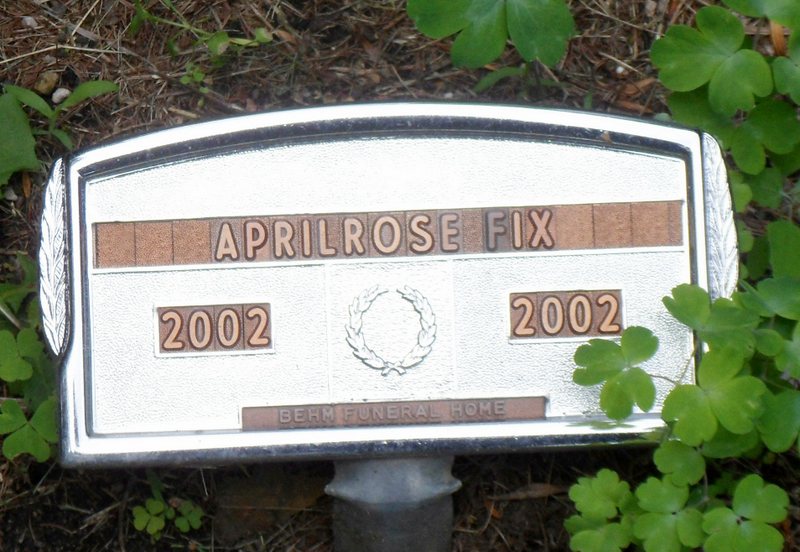 APRILROSE FIX
2002 2002
BEHM FUNERAL HOME